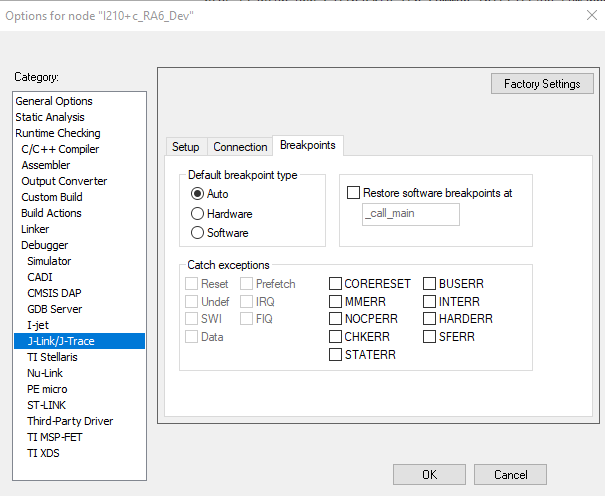 Options for node "I210+c_RA6_Dev"
Factory Settings
Category:
General Options
Static Analysis
Runtime Checking
C/C++ Compiler
Assembler
Output Converter
Custom Build
Build Actions
Linker
Debugger
Simulator
CADI
CMSIS DAP
GDB Server
I-jet
J-Link/J-Trace
TI Stellaris
Nu-Link
PE micro
ST-LINK
Third-Party Driver
TI MSP-FET
TI XDS
Setup Connection Breakpoints
Default breakpoint type
Auto
Hardware
Software
Restore software breakpoints at
_call_main
Catch exceptions
Reset Prefetch CORERESET BUSERR
Undef IRQ MMERR INTERR
SWI FIQ NOCPERR HARDERR
Data CHKERR SFERR
STATERR
OK Cancel